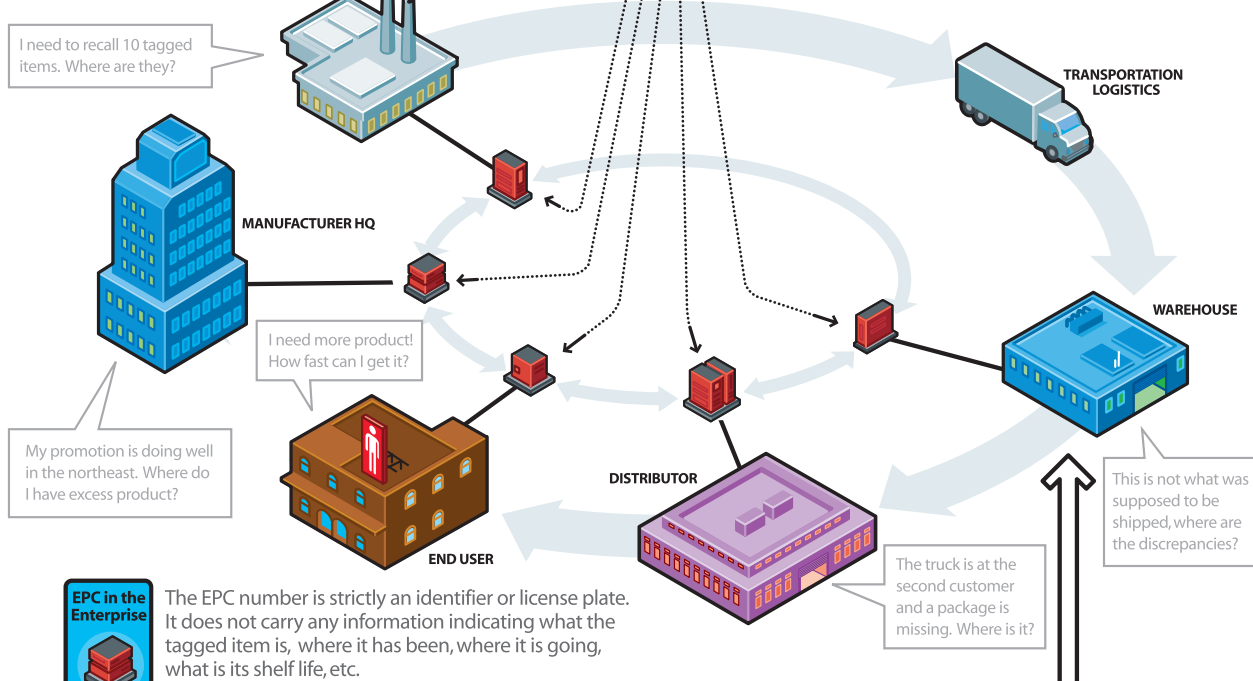 I need to recall 10 tagged
items. Where are they?
TRANSPORTATION
LOGISTICS
MANUFACTURER HQ
WAREHOUSE
I need more product!
How fast can I get it?
My promotion is doing well
in the northeast. Where do
I have excess product?
DISTRIBUTOR
This is not what was
supposed to be
shipped, where are
the discrepancies?
END USER
The truck is at the
second customer
and a package is
missing. Where is it?
EPC in the
Enterprise
The EPC number is strictly an identifier or license plate.
It does not carry any information indicating what the
tagged item is, where it has been, where it is going,
what is its shelf life, etc.